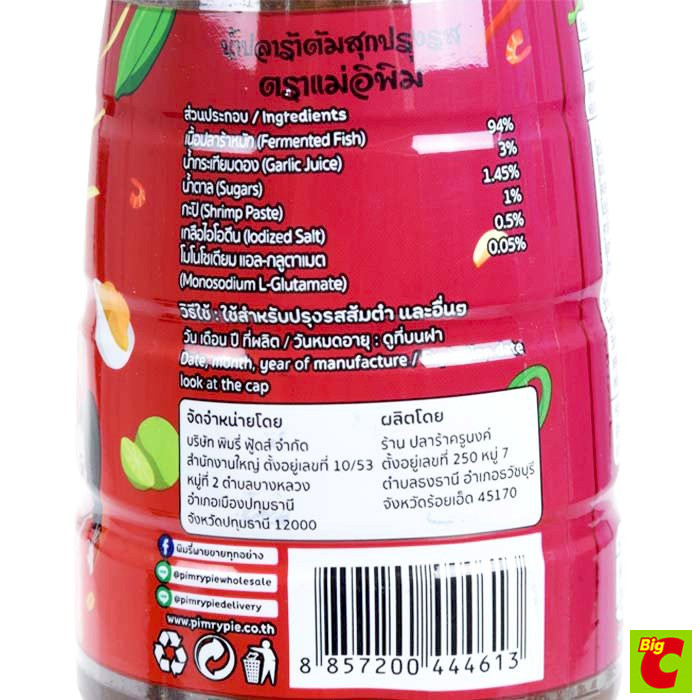 น้ำปลาร้าต้มสุกปรุงรส
ตราแม่อิพิม
ส่วนประกอบ / Ingredients
เนื้อปลาร้าหมัก (Fermented Fish) 94%
น้ำกระเทียมดอง (Garlic Juice) 3%
น้ำตาล (Sugars) 1.45%
กะปิ (Shrimp Paste) 1%
เกลือไอโอดีน (Iodized Salt) 0.5%
โมโนโซเดียม แอล-กลูตาเมต 0.05%
(Monosodium L-Glutamate)
วิธีใช้ : ใช้สำหรับปรุงรสส้มตำ และอื่นๆ
วัน เดือน ปี ที่ผลิต / วันหมดอายุ : ดูที่บนฝา
Date, month, year of manufacture / date
look at the cap
จัดจำหน่ายโดย
บริษัท พิมรี่ ฟู้ดส์ จำกัด
สำนักงานใหญ่ ตั้งอยู่เลขที่ 10/53
หมู่ที่ 2 ตำบลบางหลวง
อำเภอเมืองปทุมธานี
จังหวัดปทุมธานี 12000
ผลิตโดย
ร้าน ปลาร้าครูนงค์
ตั้งอยู่เลขที่ 250 หมู่ 7
ตำบลธงธานี อำเภอธวัชบุรี
จังหวัดร้อยเอ็ด 45170
พิมรี่พายขายทุกอย่าง
@pimrypiewholesale
@pimrypiedelivery
www.pimrypie.co.th
8 857200 444613
Big C